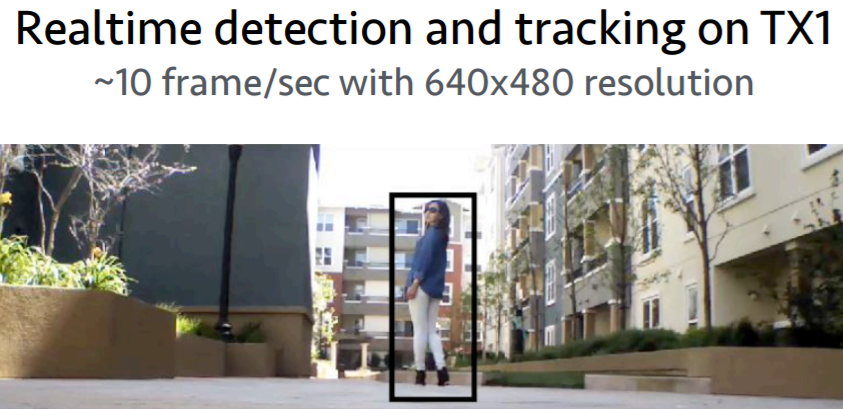 Realtime detection and tracking on TX1
~10 frame/sec with 640x480 resolution